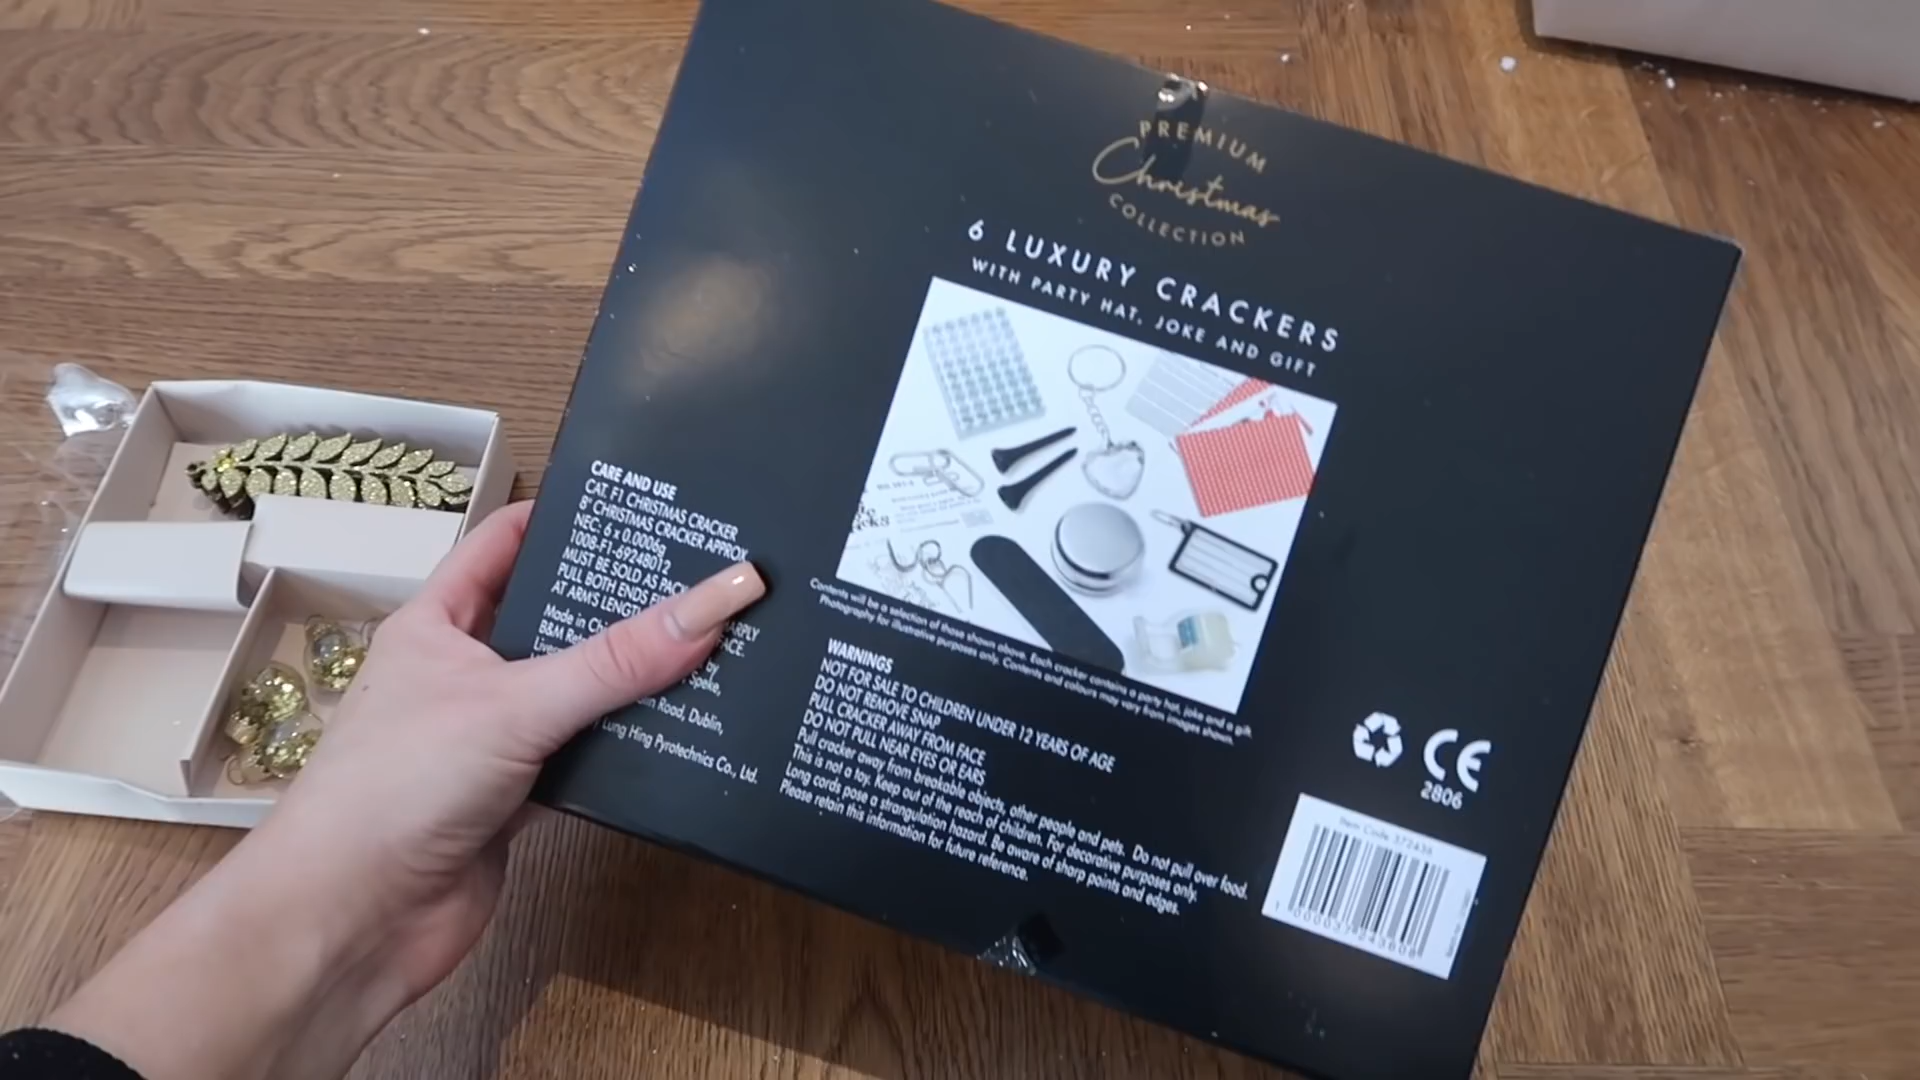 PREMIUM
Christmas
COLLECTION
6 LUXURY CRACKERS
WITH PARTY HAT, JOKE AND GIFT
CARE AND USE
CAT. F1 CHRISTMAS CRACKER
8" CHRISTMAS CRACKER APPROX
NEC: 6 x 0.0006g
1008-F1-69248012
MUST BE SOLD AS
PULL BOTH ENDS
AT ARM'S
Made in
B&M
by
Speke,
Road, Dublin,
Lung Hing Pyrotechnics Co., Ltd.
Contents will be a selection of those shown above. Each cracker contains a party hat, joke and a gift.
Photography for illustrative purposes only. Contents and colours may vary from images shown.
WARNINGS
NOT FOR SALE TO CHILDREN UNDER 12 YEARS OF AGE
DO NOT REMOVE SNAP
PULL CRACKER AWAY FROM FACE
DO NOT PULL NEAR EYES OR EARS
Pull cracker away from breakable objects, other people and pets. Do not pull over food.
This is not a toy. Keep out of the reach of children. For decorative purposes only.
Long cords pose a strangulation hazard. Be aware of sharp points and edges.
Please retain this information for future reference.
CE
2806
Item Code 372436